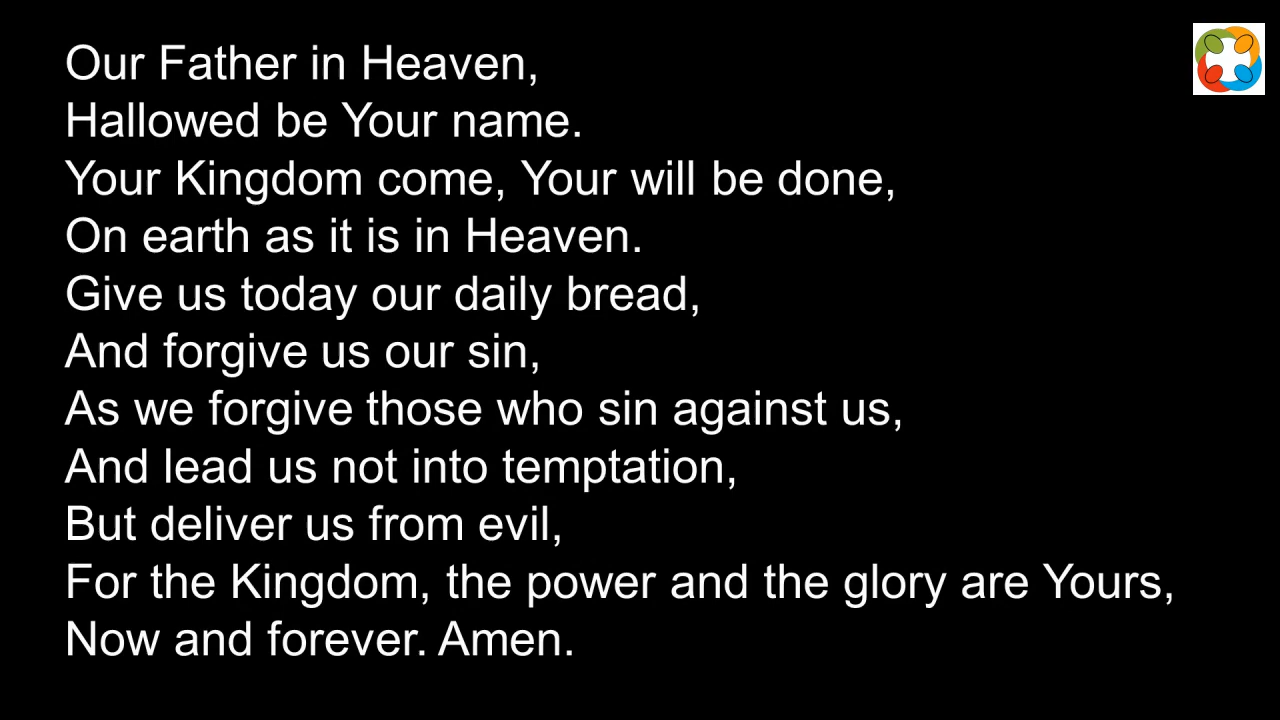 Our Father in Heaven,
Hallowed be Your name.
Your Kingdom come, Your will be done,
On earth as it is in Heaven.
Give us today our daily bread,
And forgive us our sin,
As we forgive those who sin against us,
And lead us not into temptation,
But deliver us from evil,
For the Kingdom, the power and the glory are Yours,
Now and forever. Amen.